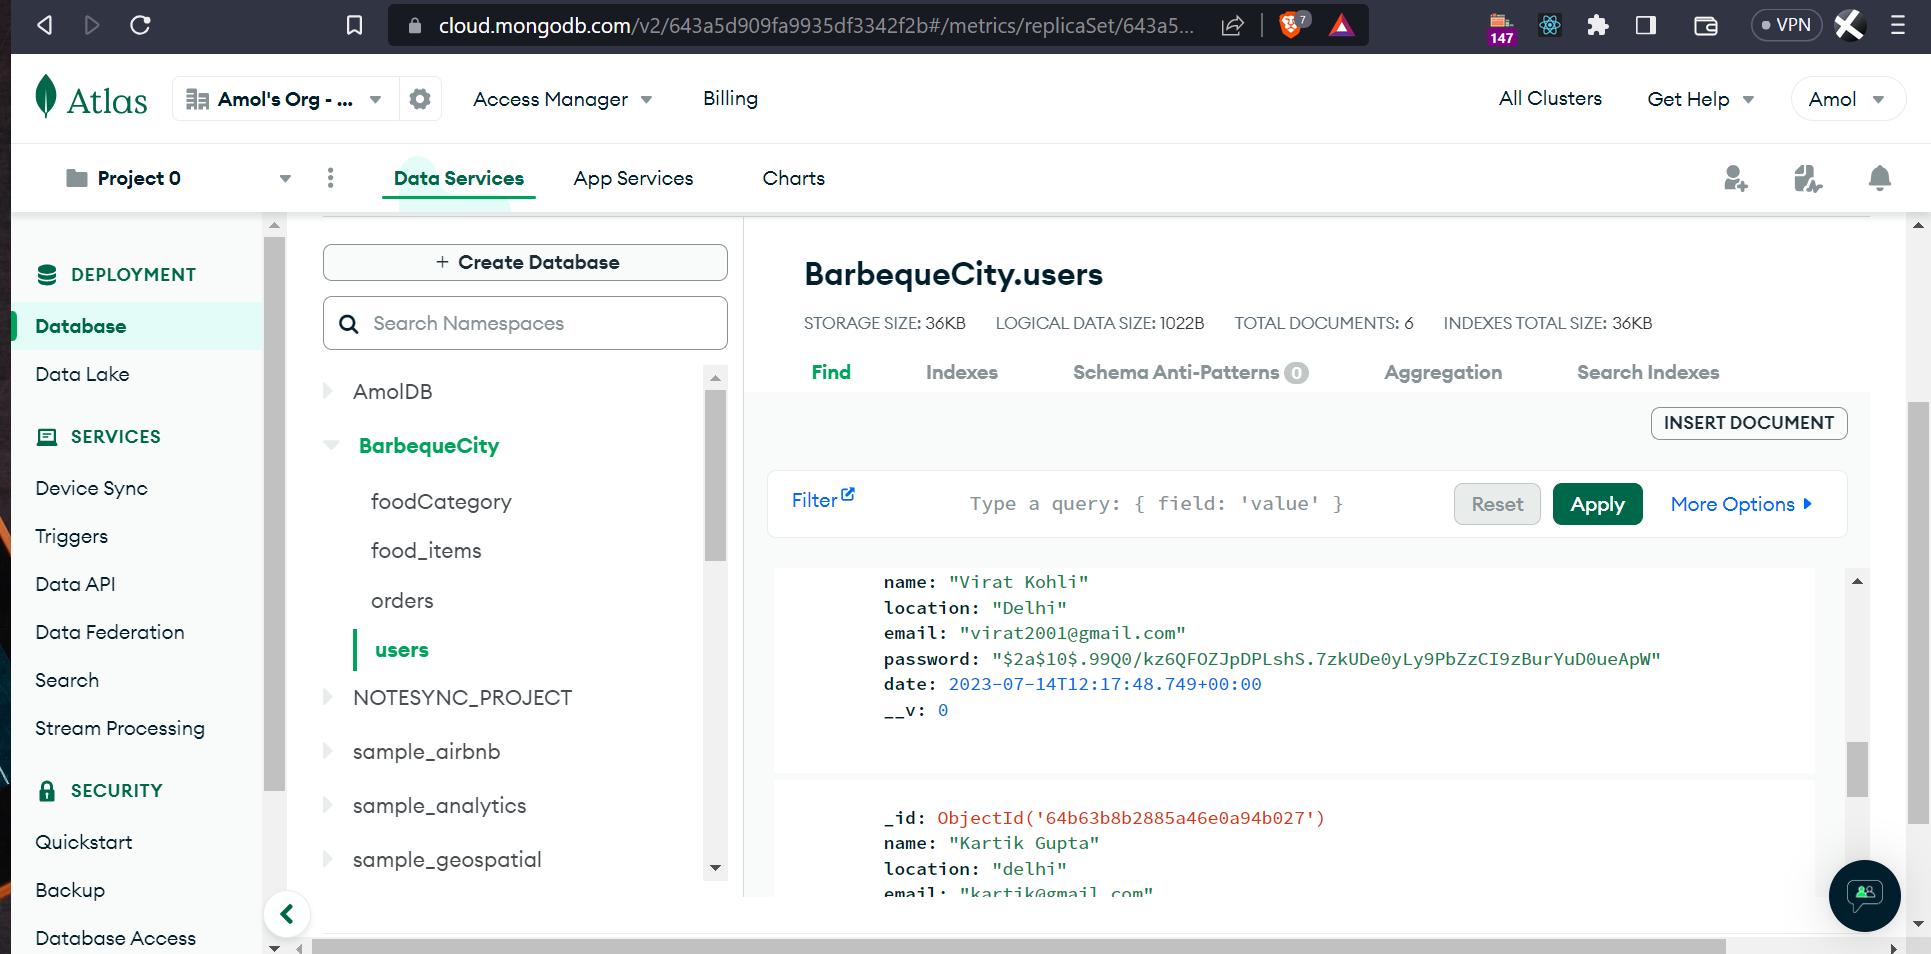 cloud.mongodb.com/v2/643a5d909fa9935df3342f2b#/metrics/replicaSet/643a5...
7
147
VPN
Atlas
Amol's Org - ...
Access Manager
Billing
All Clusters
Get Help
Amol
Project 0
Data Services
App Services
Charts
DEPLOYMENT
Database
Data Lake
SERVICES
Device Sync
Triggers
Data API
Data Federation
Search
Stream Processing
SECURITY
Quickstart
Backup
Database Access
+ Create Database
Search Namespaces
AmolDB
BarbequeCity
foodCategory
food_items
orders
users
NOTESYNC_PROJECT
sample_airbnb
sample_analytics
sample_geospatial
BarbequeCity.users
STORAGE SIZE: 36KB LOGICAL DATA SIZE: 1022B TOTAL DOCUMENTS: 6 INDEXES TOTAL SIZE: 36KB
Find Indexes Schema Anti-Patterns 0 Aggregation Search Indexes
INSERT DOCUMENT
Filter Type a query: { field: 'value' } Reset Apply More Options
name: "Virat Kohli"
location: "Delhi"
email: "virat2001@gmail.com"
password: "$2a$10$.99Q0/kz6QFOZJpDPLshS.7zkUDe0yLy9PbZzCI9zBurYuD0ueApW"
date: 2023-07-14T12:17:48.749+00:00
__v: 0
_id: ObjectId('64b63b8b2885a46e0a94b027')
name: "Kartik Gupta"
location: "delhi"
email: "kartik@gmail.com"